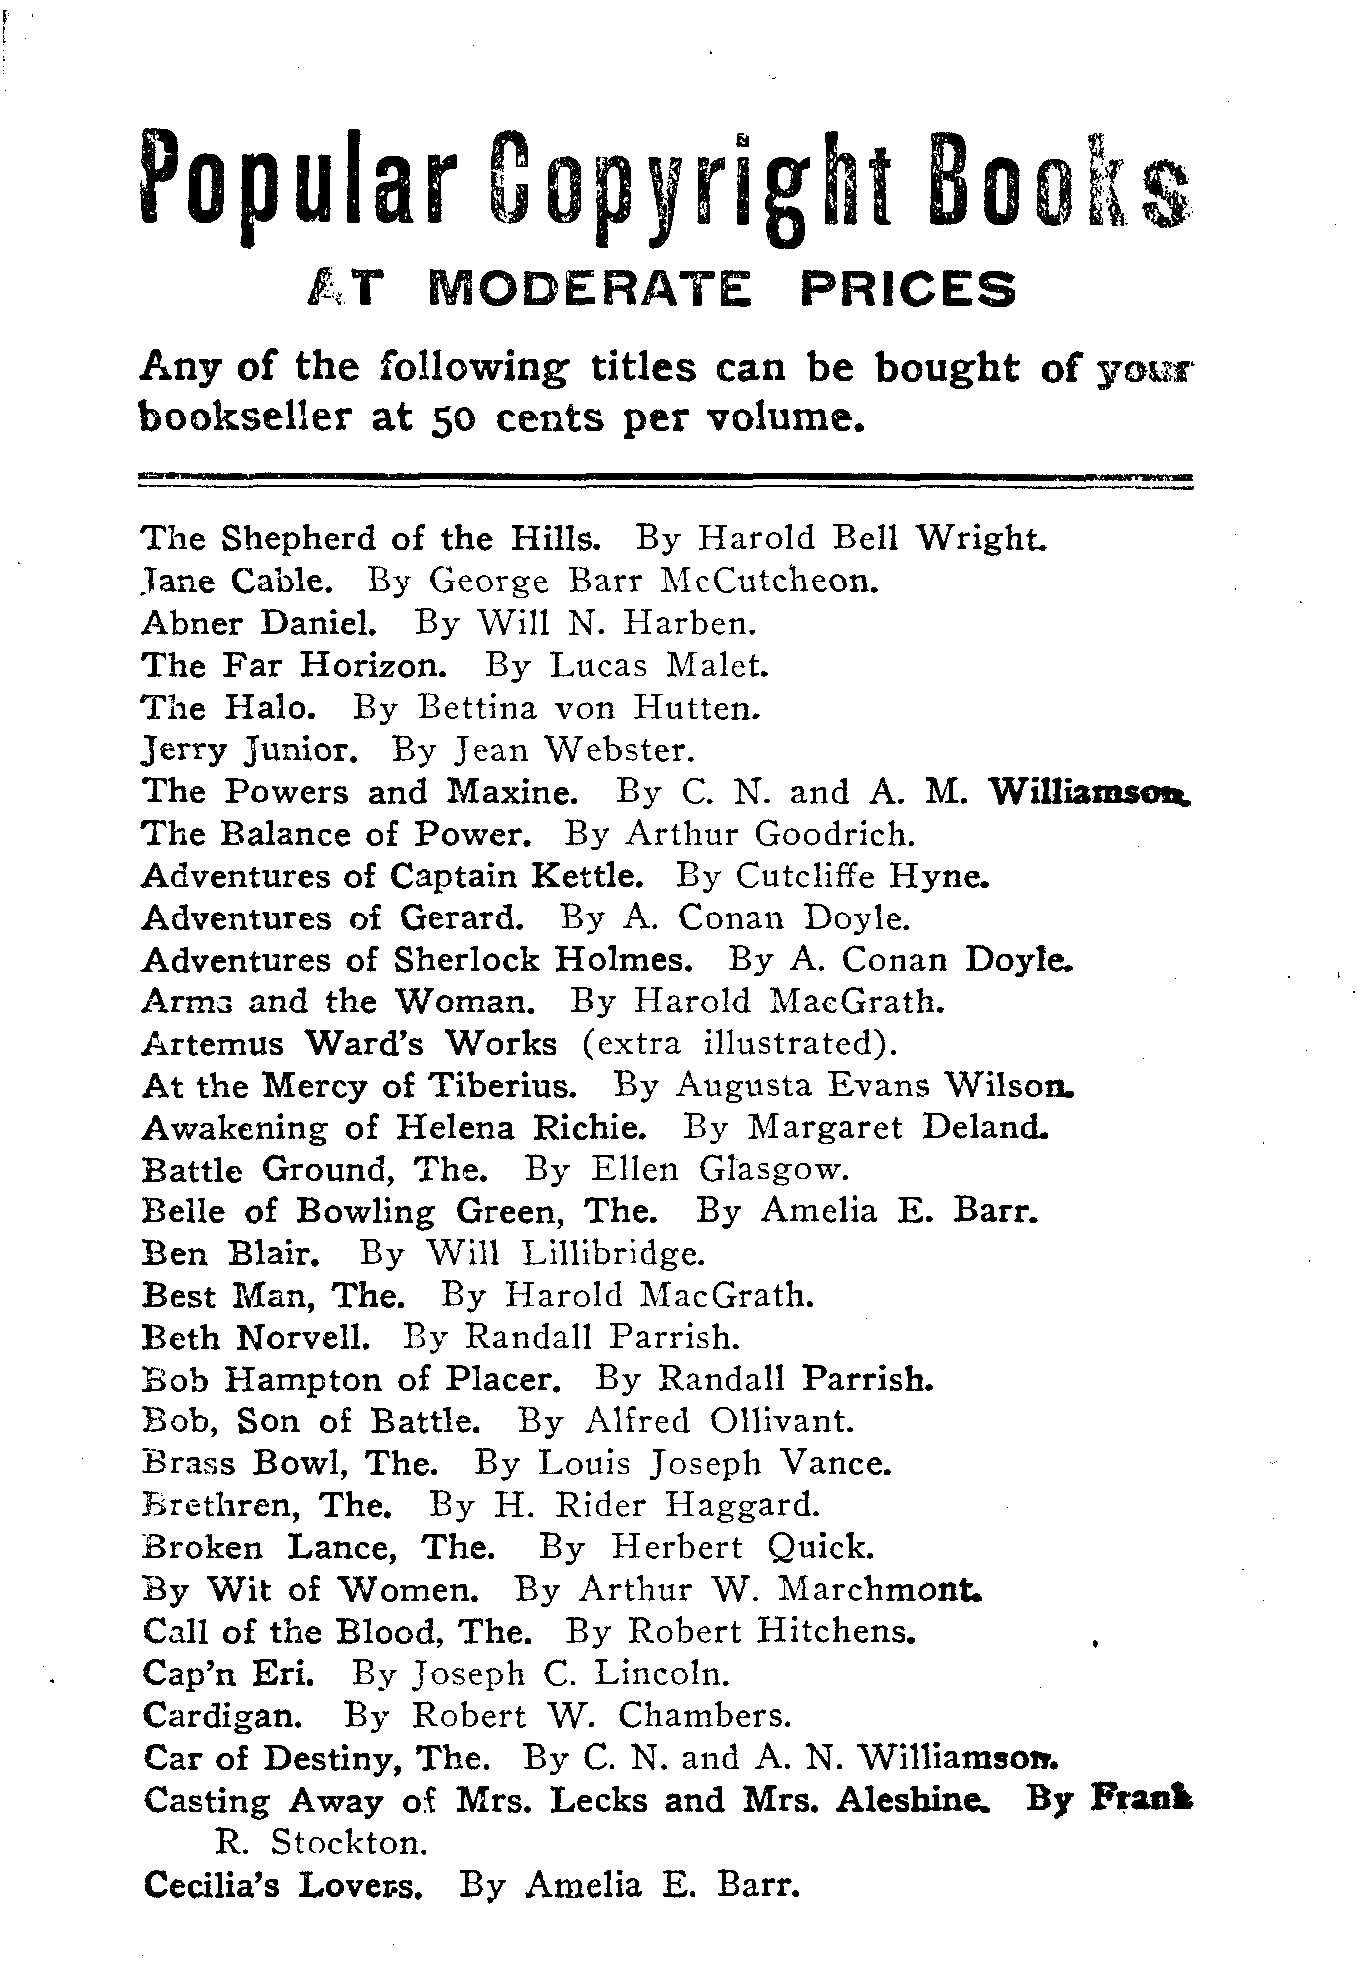 Popular Copyright Books
AT MODERATE PRICES
Any of the following titles can be bought of your
bookseller at 50 cents per volume.
The Shepherd of the Hills. By Harold Bell Wright.
Jane Cable. By George Barr McCutcheon.
Abner Daniel. By Will N. Harben.
The Far Horizon. By Lucas Malet.
The Halo. By Bettina von Hutten.
Jerry Junior. By Jean Webster.
The Powers and Maxine. By C. N. and A. M. Williamson.
The Balance of Power. By Arthur Goodrich.
Adventures of Captain Kettle. By Cutcliffe Hyne.
Adventures of Gerard. By A. Conan Doyle.
Adventures of Sherlock Holmes. By A. Conan Doyle.
Arms and the Woman. By Harold MacGrath.
Artemus Ward's Works (extra illustrated).
At the Mercy of Tiberius. By Augusta Evans Wilson.
Awakening of Helena Richie. By Margaret Deland.
Battle Ground, The. By Ellen Glasgow.
Belle of Bowling Green, The. By Amelia E. Barr.
Ben Blair. By Will Lillibridge.
Best Man, The. By Harold MacGrath.
Beth Norvell. By Randall Parrish.
Bob Hampton of Placer. By Randall Parrish.
Bob, Son of Battle. By Alfred Ollivant.
Brass Bowl, The. By Louis Joseph Vance.
Brethren, The. By H. Rider Haggard.
Broken Lance, The. By Herbert Quick.
By Wit of Women. By Arthur W. Marchmont.
Call of the Blood, The. By Robert Hitchens.
Cap'n Eri. By Joseph C. Lincoln.
Cardigan. By Robert W. Chambers.
Car of Destiny, The. By C. N. and A. N. Williamson.
Casting Away of Mrs. Lecks and Mrs. Aleshine. By Frank
R. Stockton.
Cecilia's Lovers. By Amelia E. Barr.